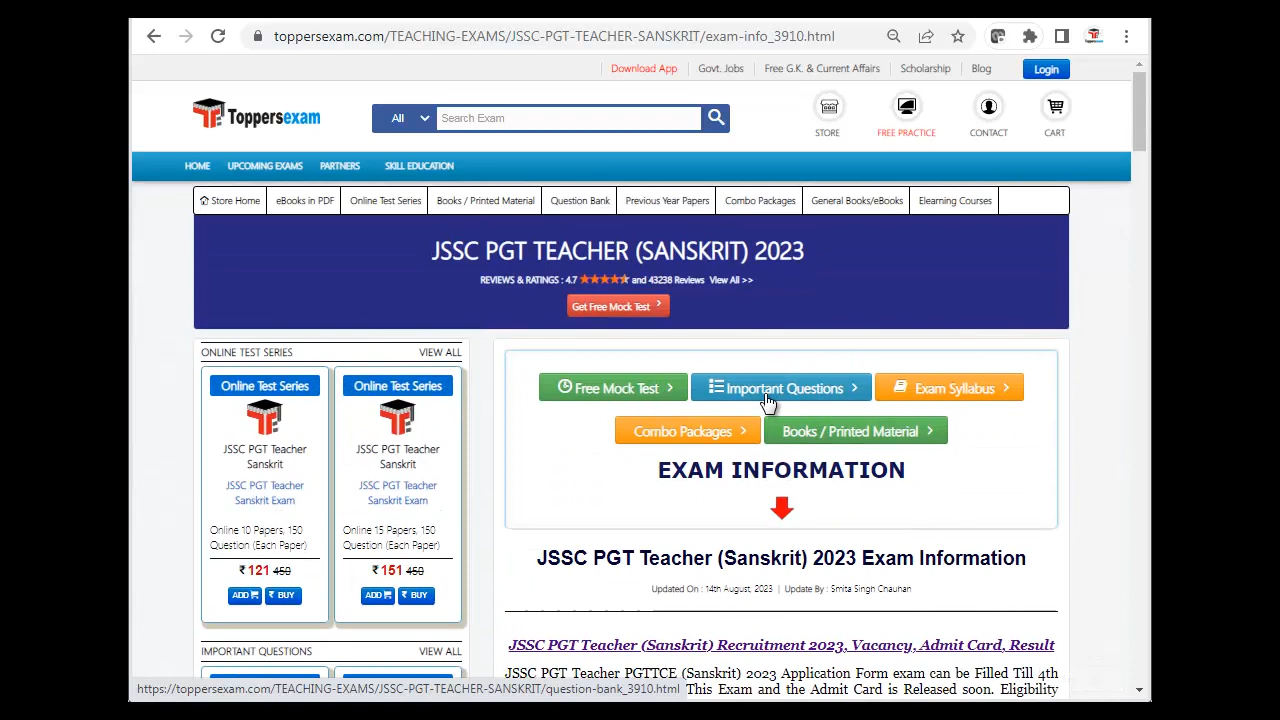 toppersexam.com/TEACHING-EXAMS/JSSC-PGT-TEACHER-SANSKRIT/exam-info_3910.html
Download App Govt. Jobs Free G.K. & Current Affairs Scholarship Blog Login
Toppersexam All Search Exam STORE FREE PRACTICE CONTACT CART
HOME UPCOMING EXAMS PARTNERS SKILL EDUCATION
Store Home eBooks in PDF Online Test Series Books / Printed Material Question Bank Previous Year Papers Combo Packages General Books/eBooks Elearning Courses
JSSC PGT TEACHER (SANSKRIT) 2023
REVIEWS & RATINGS : 4.7 and 43238 Reviews View All >>
Get Free Mock Test
ONLINE TEST SERIES VIEW ALL
Online Test Series
JSSC PGT Teacher
Sanskrit
JSSC PGT Teacher
Sanskrit Exam
Online 10 Papers, 150
Question (Each Paper)
₹ 121 450
ADD ₹ BUY
Online Test Series
JSSC PGT Teacher
Sanskrit
JSSC PGT Teacher
Sanskrit Exam
Online 15 Papers, 150
Question (Each Paper)
₹ 151 450
ADD ₹ BUY
IMPORTANT QUESTIONS VIEW ALL
Free Mock Test Important Questions Exam Syllabus
Combo Packages Books / Printed Material
EXAM INFORMATION
JSSC PGT Teacher (Sanskrit) 2023 Exam Information
Updated On : 14th August, 2023 | Update By : Smita Singh Chauhan
JSSC PGT Teacher (Sanskrit) Recruitment 2023, Vacancy, Admit Card, Result
JSSC PGT Teacher PGTTCE (Sanskrit) 2023 Application Form exam can be Filled Till 4th
This Exam and the Admit Card is Released soon. Eligibility
https://toppersexam.com/TEACHING-EXAMS/JSSC-PGT-TEACHER-SANSKRIT/question-bank_3910.html